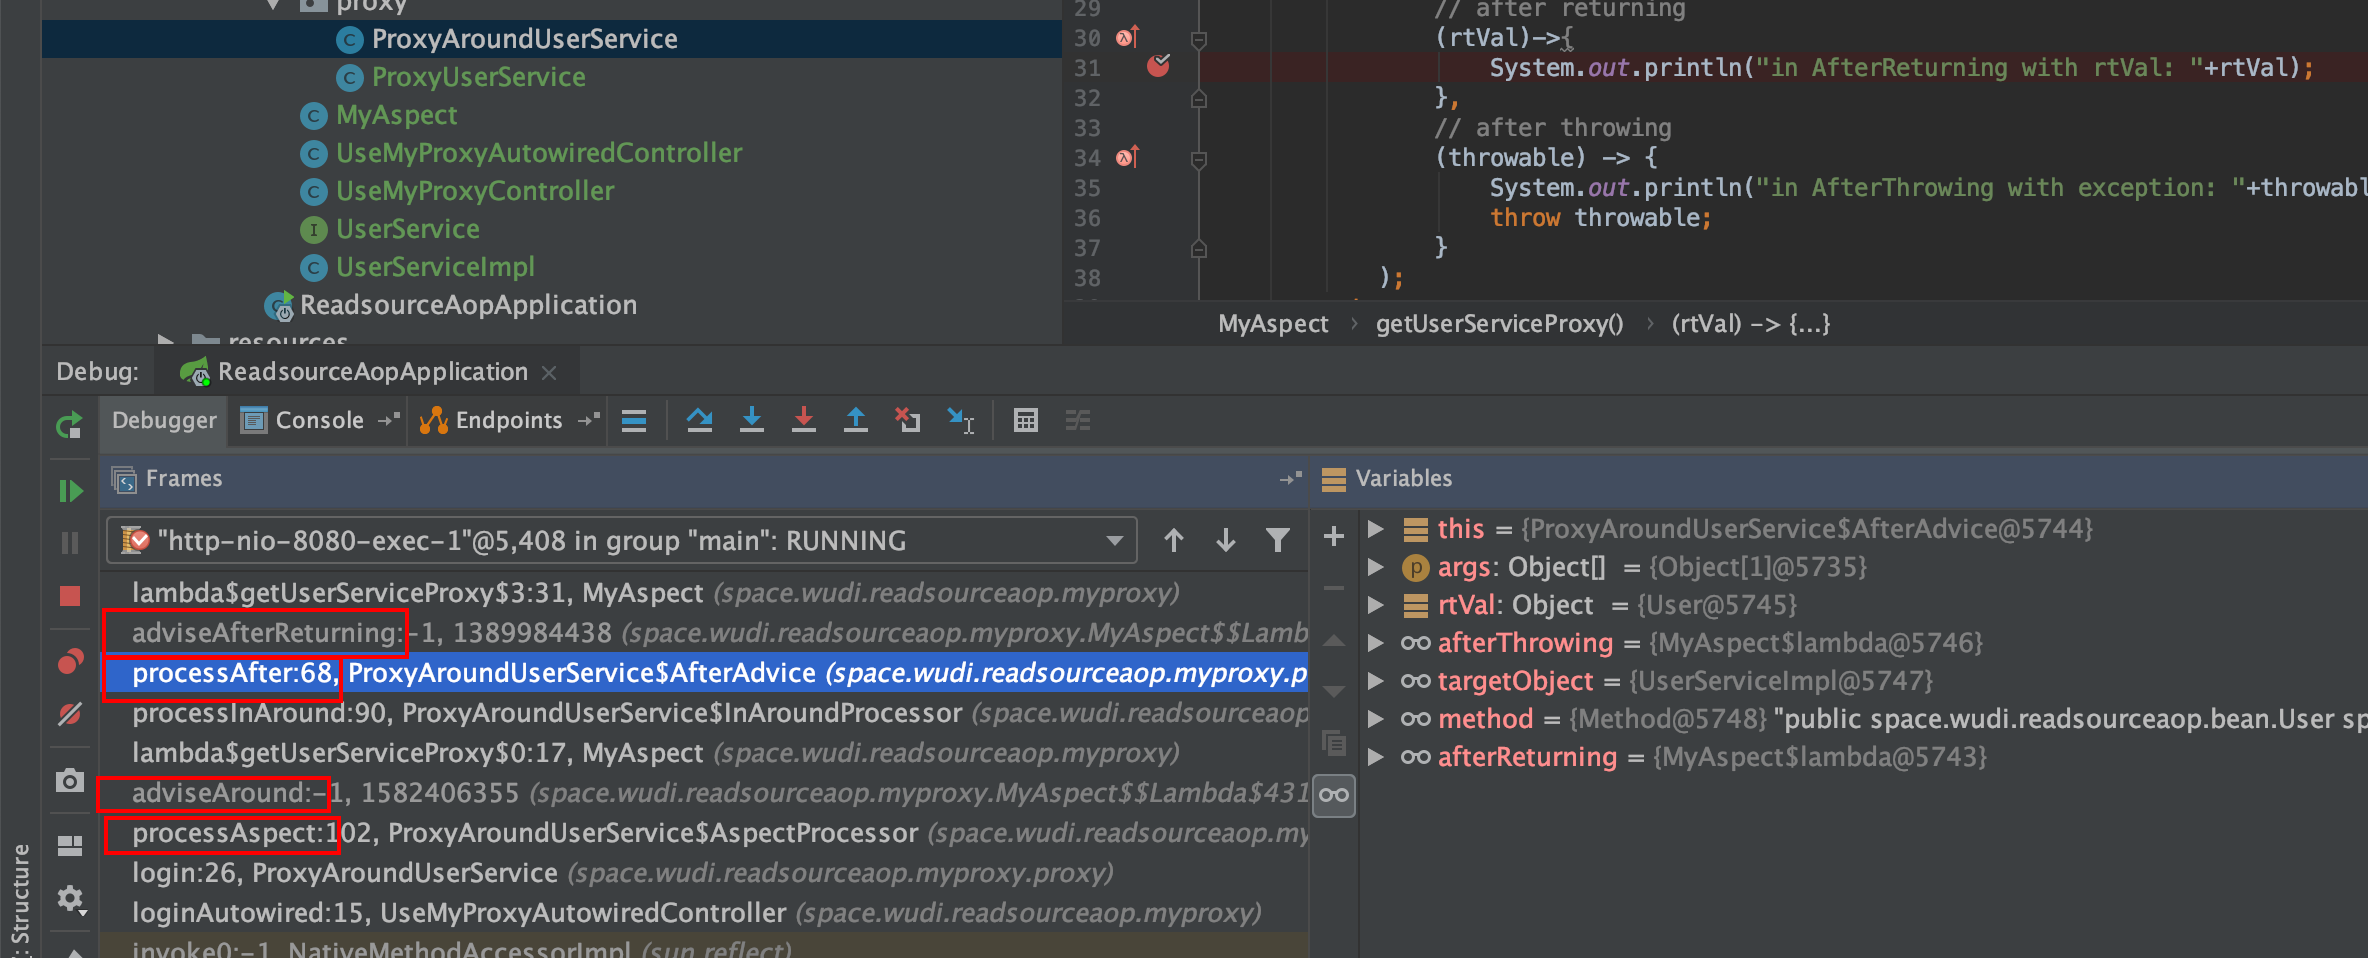 proxy
ProxyAroundUserService
ProxyUserService
MyAspect
UseMyProxyAutowiredController
UseMyProxyController
UserService
UserServiceImpl
ReadsourceAopApplication
resources
29 // after returning
30 (rtVal)->{
31 System.out.println("in AfterReturning with rtVal: "+rtVal);
32 },
33 // after throwing
34 (throwable) -> {
35 System.out.println("in AfterThrowing with exception: "+throwabl
36 throw throwable;
37 }
38 );
MyAspect › getUserServiceProxy() › (rtVal) -> {...}
Debug: ReadsourceAopApplication ×
Debugger Console Endpoints
Frames
"http-nio-8080-exec-1"@5,408 in group "main": RUNNING
lambda$getUserServiceProxy$3:31, MyAspect (space.wudi.readsourceaop.myproxy)
adviseAfterReturning:-1, 1389984438 (space.wudi.readsourceaop.myproxy.MyAspect$$Lamb
processAfter:68, ProxyAroundUserService$AfterAdvice (space.wudi.readsourceaop.myproxy.p
processInAround:90, ProxyAroundUserService$InAroundProcessor (space.wudi.readsourceaop
lambda$getUserServiceProxy$0:17, MyAspect (space.wudi.readsourceaop.myproxy)
adviseAround:-1, 1582406355 (space.wudi.readsourceaop.myproxy.MyAspect$$Lambda$431
processAspect:102, ProxyAroundUserService$AspectProcessor (space.wudi.readsourceaop.my
login:26, ProxyAroundUserService (space.wudi.readsourceaop.myproxy.proxy)
loginAutowired:15, UseMyProxyAutowiredController (space.wudi.readsourceaop.myproxy)
invoke0:-1, NativeMethodAccessorImpl (sun.reflect)
Variables
this = {ProxyAroundUserService$AfterAdvice@5744}
args: Object[] = {Object[1]@5735}
rtVal: Object = {User@5745}
afterThrowing = {MyAspect$lambda@5746}
targetObject = {UserServiceImpl@5747}
method = {Method@5748} "public space.wudi.readsourceaop.bean.User sp
afterReturning = {MyAspect$lambda@5743}
: Structure